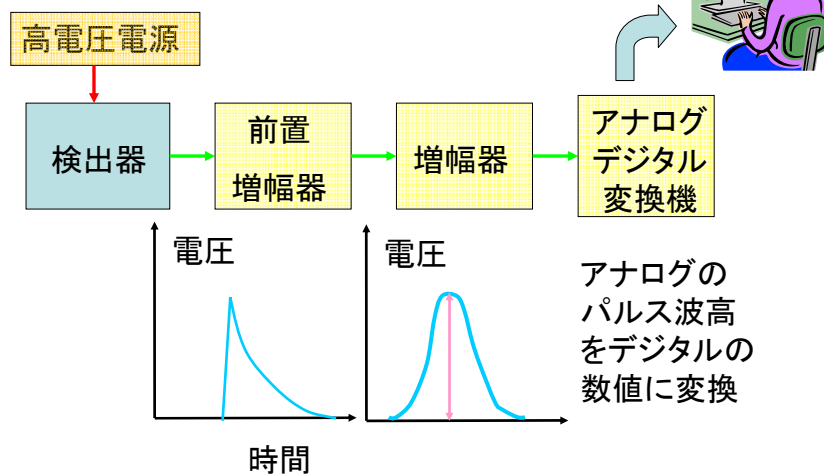 高電圧電源
検出器
前置
増幅器
増幅器
アナログ
デジタル
変換機
電圧
電圧
時間
アナログの
パルス波高
をデジタルの
数値に変換